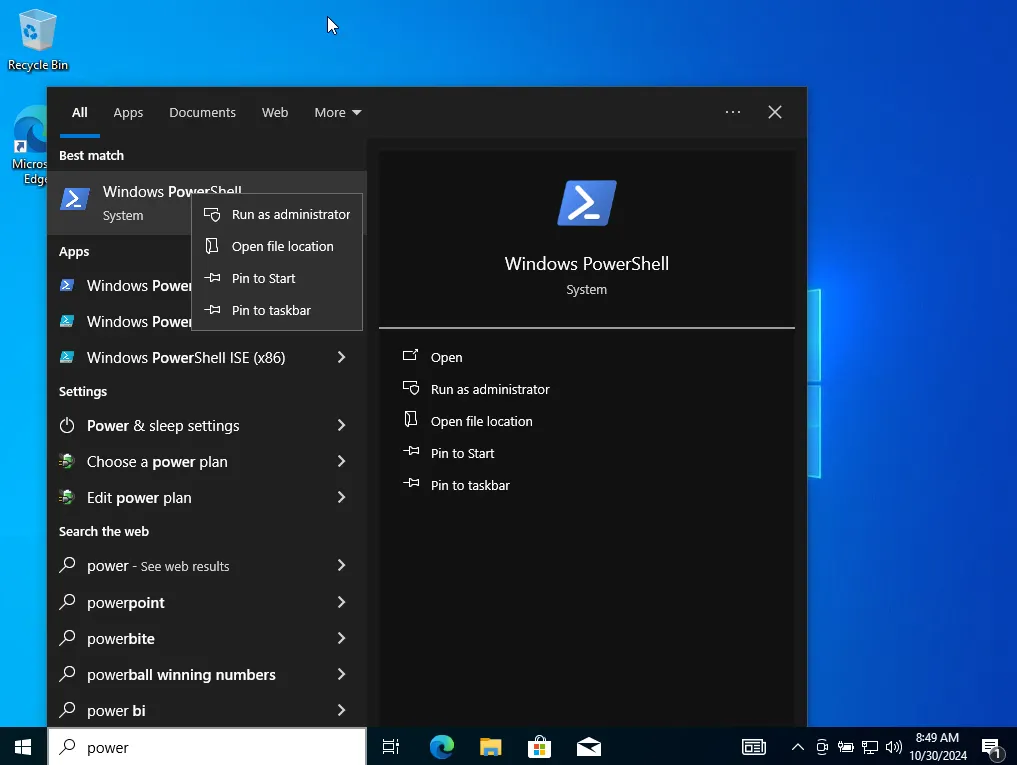 Recycle Bin
Micros
Edge
All Apps Documents Web More
Best match
Windows PowerShell
System
Run as administrator
Open file location
Pin to Start
Pin to taskbar
Apps
Windows Power
Windows Power
Windows PowerShell ISE (x86)
Settings
Power & sleep settings
Choose a power plan
Edit power plan
Search the web
power - See web results
powerpoint
powerbite
powerball winning numbers
power bi
Windows PowerShell
System
Open
Run as administrator
Open file location
Pin to Start
Pin to taskbar
power
8:49 AM
10/30/2024
1